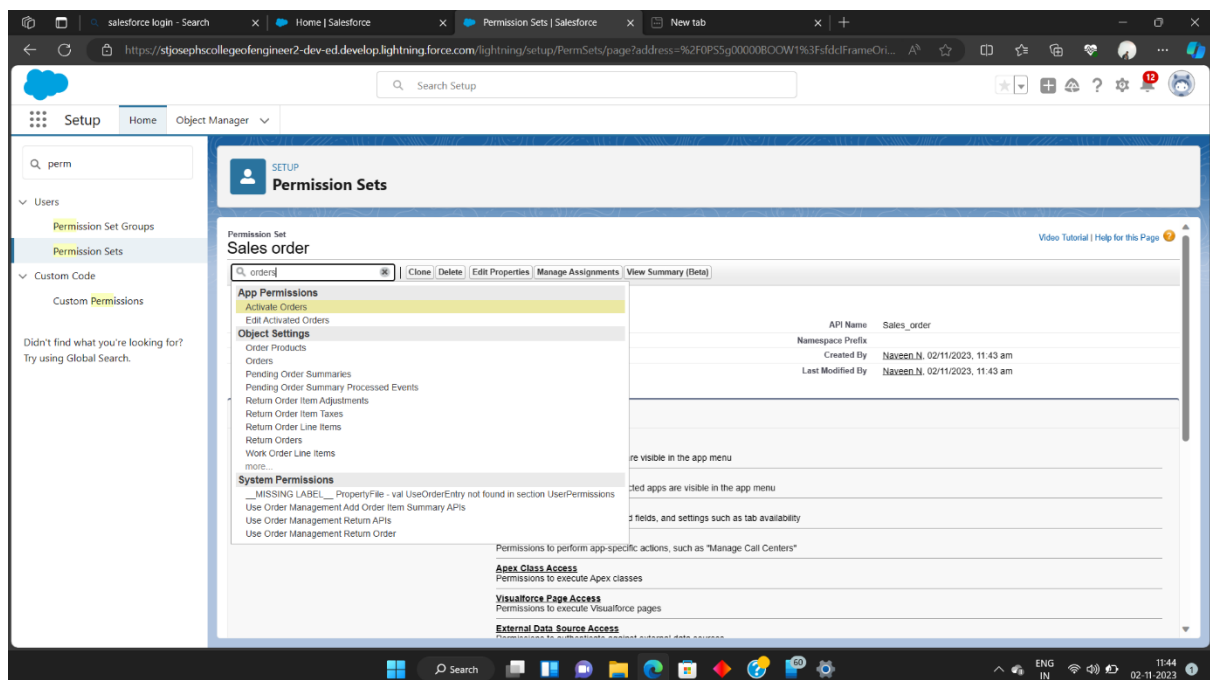 salesforce login - Search
Home | Salesforce
Permission Sets | Salesforce
New tab
https://stjosephscollegeofengineer2-dev-ed.develop.lightning.force.com/lightning/setup/PermSets/page?address=%2F0PS5g00000BOOW1%3FsfdcIFrameOri...
Search Setup
12
Setup
Home
Object Manager
perm
Users
Permission Set Groups
Permission Sets
Custom Code
Custom Permissions
Didn't find what you're looking for?
Try using Global Search.
SETUP
Permission Sets
Permission Set
Sales order
Video Tutorial | Help for this Page
orders
Clone Delete Edit Properties Manage Assignments View Summary (Beta)
App Permissions
Activate Orders
Edit Activated Orders
Object Settings
Order Products
Orders
Pending Order Summaries
Pending Order Summary Processed Events
Return Order Item Adjustments
Return Order Item Taxes
Return Order Line Items
Return Orders
Work Order Line Items
more...
System Permissions
__MISSING LABEL__ PropertyFile - val UseOrderEntry not found in section UserPermissions
Use Order Management Add Order Item Summary APIs
Use Order Management Return APIs
Use Order Management Return Order
API Name Sales_order
Namespace Prefix
Created By Naveen N, 02/11/2023, 11:43 am
Last Modified By Naveen N, 02/11/2023, 11:43 am
are visible in the app menu
cted apps are visible in the app menu
d fields, and settings such as tab availability
Permissions to perform app-specific actions, such as "Manage Call Centers"
Apex Class Access
Permissions to execute Apex classes
Visualforce Page Access
Permissions to execute Visualforce pages
External Data Source Access
Permissions to authenticate against external data sources
Search
60
ENG
IN
11:44
02-11-2023
1